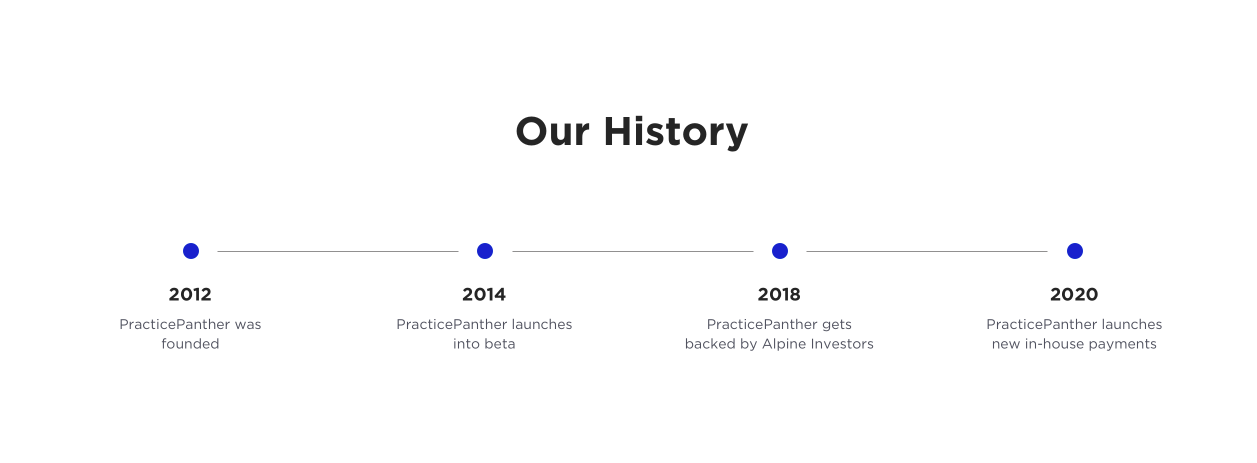 Our History
2012
PracticePanther was
founded
2014
PracticePanther launches
into beta
2018
PracticePanther gets
backed by Alpine Investors
2020
PracticePanther launches
new in-house payments